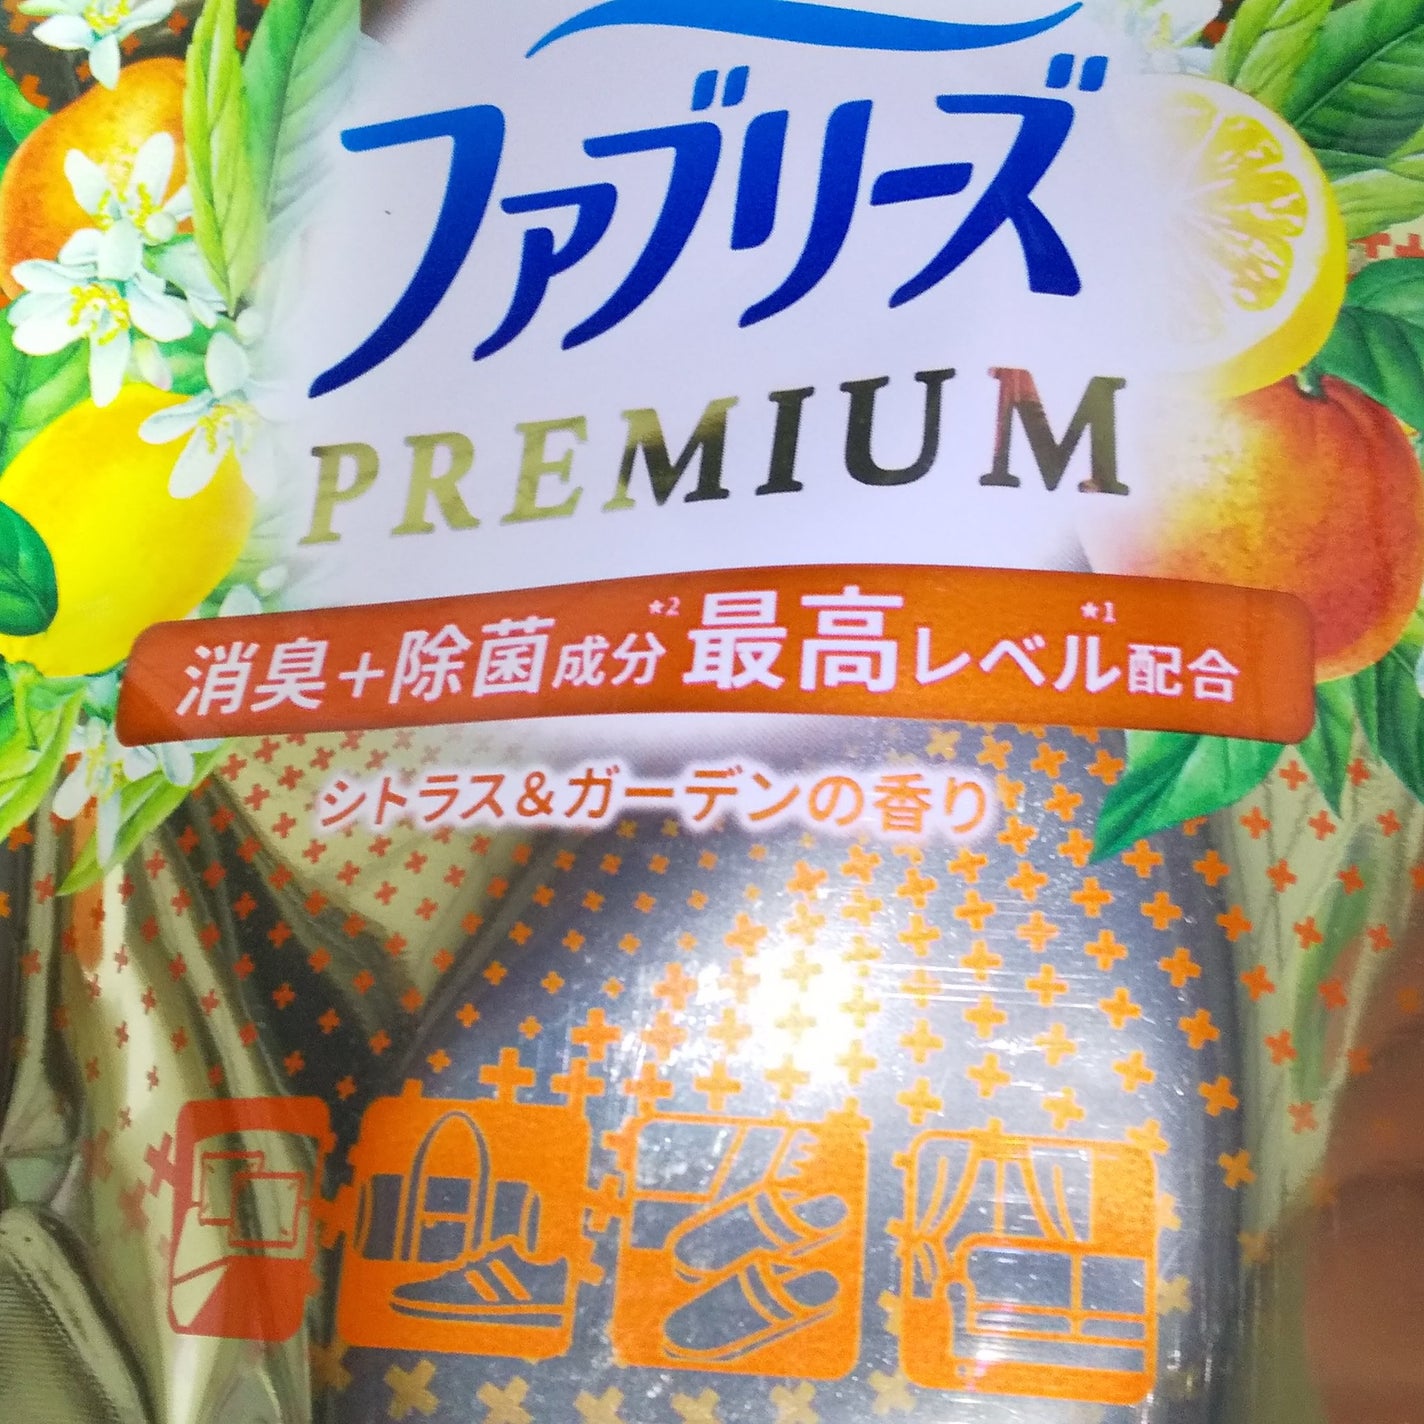 ファブリーズ
PREMIUM
消臭+除菌成分★2最高レベル★1配合
シトラス&ガーデンの香り